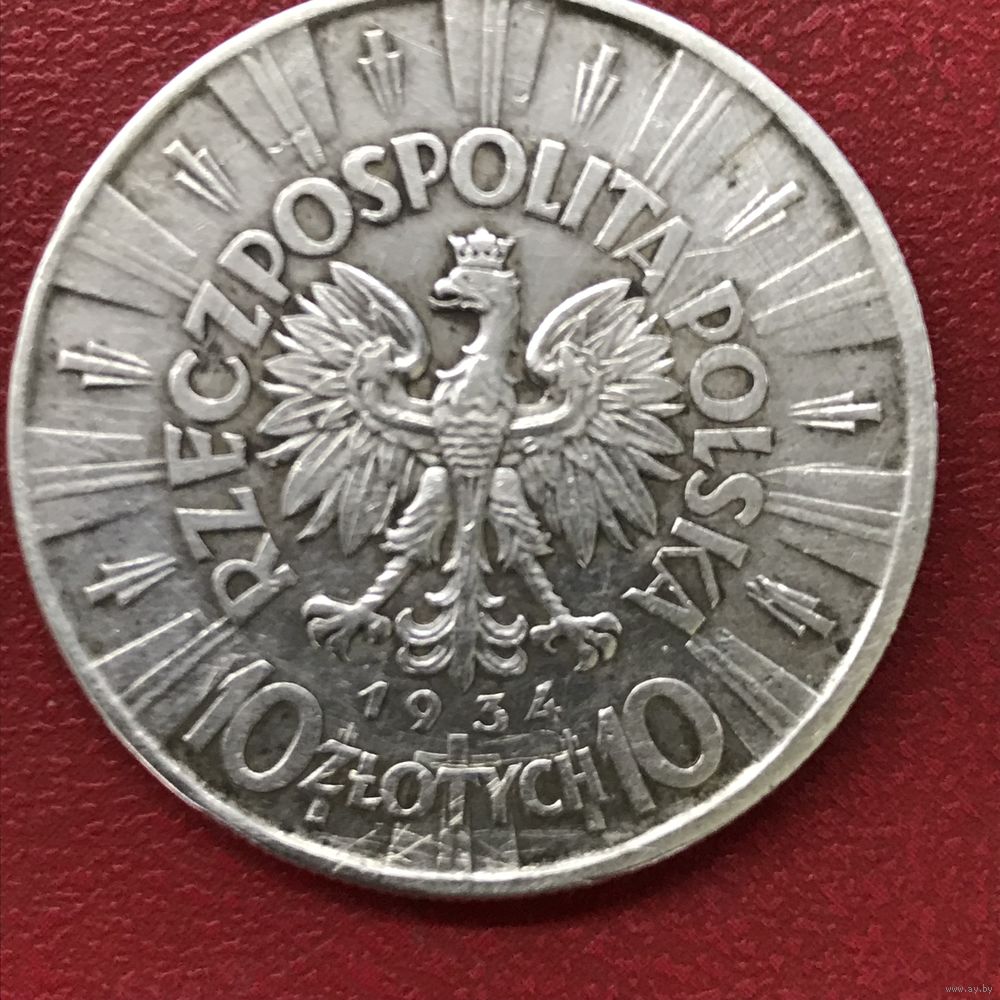 RZECZPOSPOLITA POLSKA
1934
10 ZŁOTYCH 10
www.ay.by